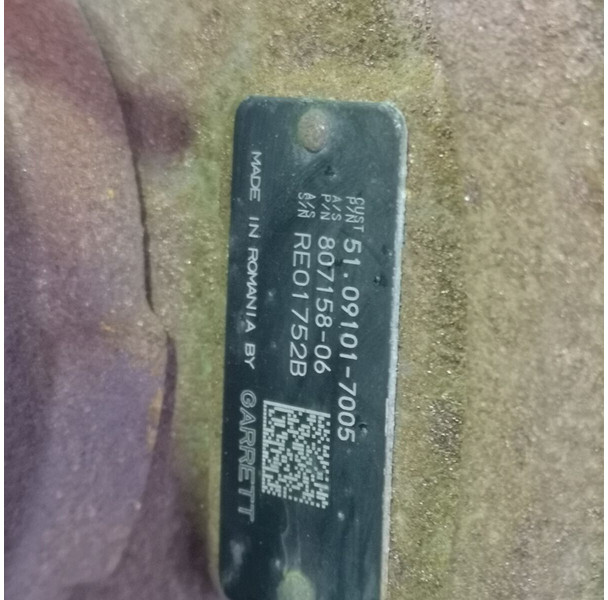 CUST P/N 51.09101-7005
A/S P/N 807158-06
A/S S/N RE01752B
MADE IN ROMANIA BY GARRETT